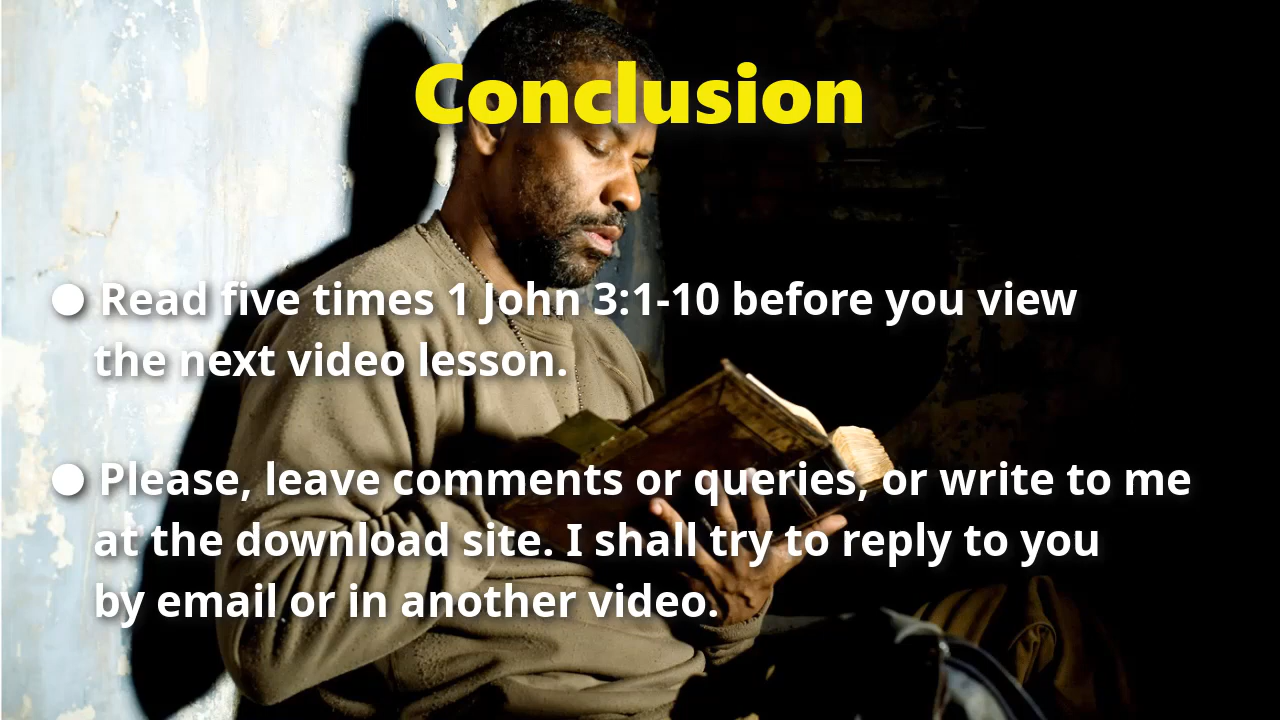 Conclusion
● Read five times 1 John 3:1-10 before you view
the next video lesson.
● Please, leave comments or queries, or write to me
at the download site. I shall try to reply to you
by email or in another video.